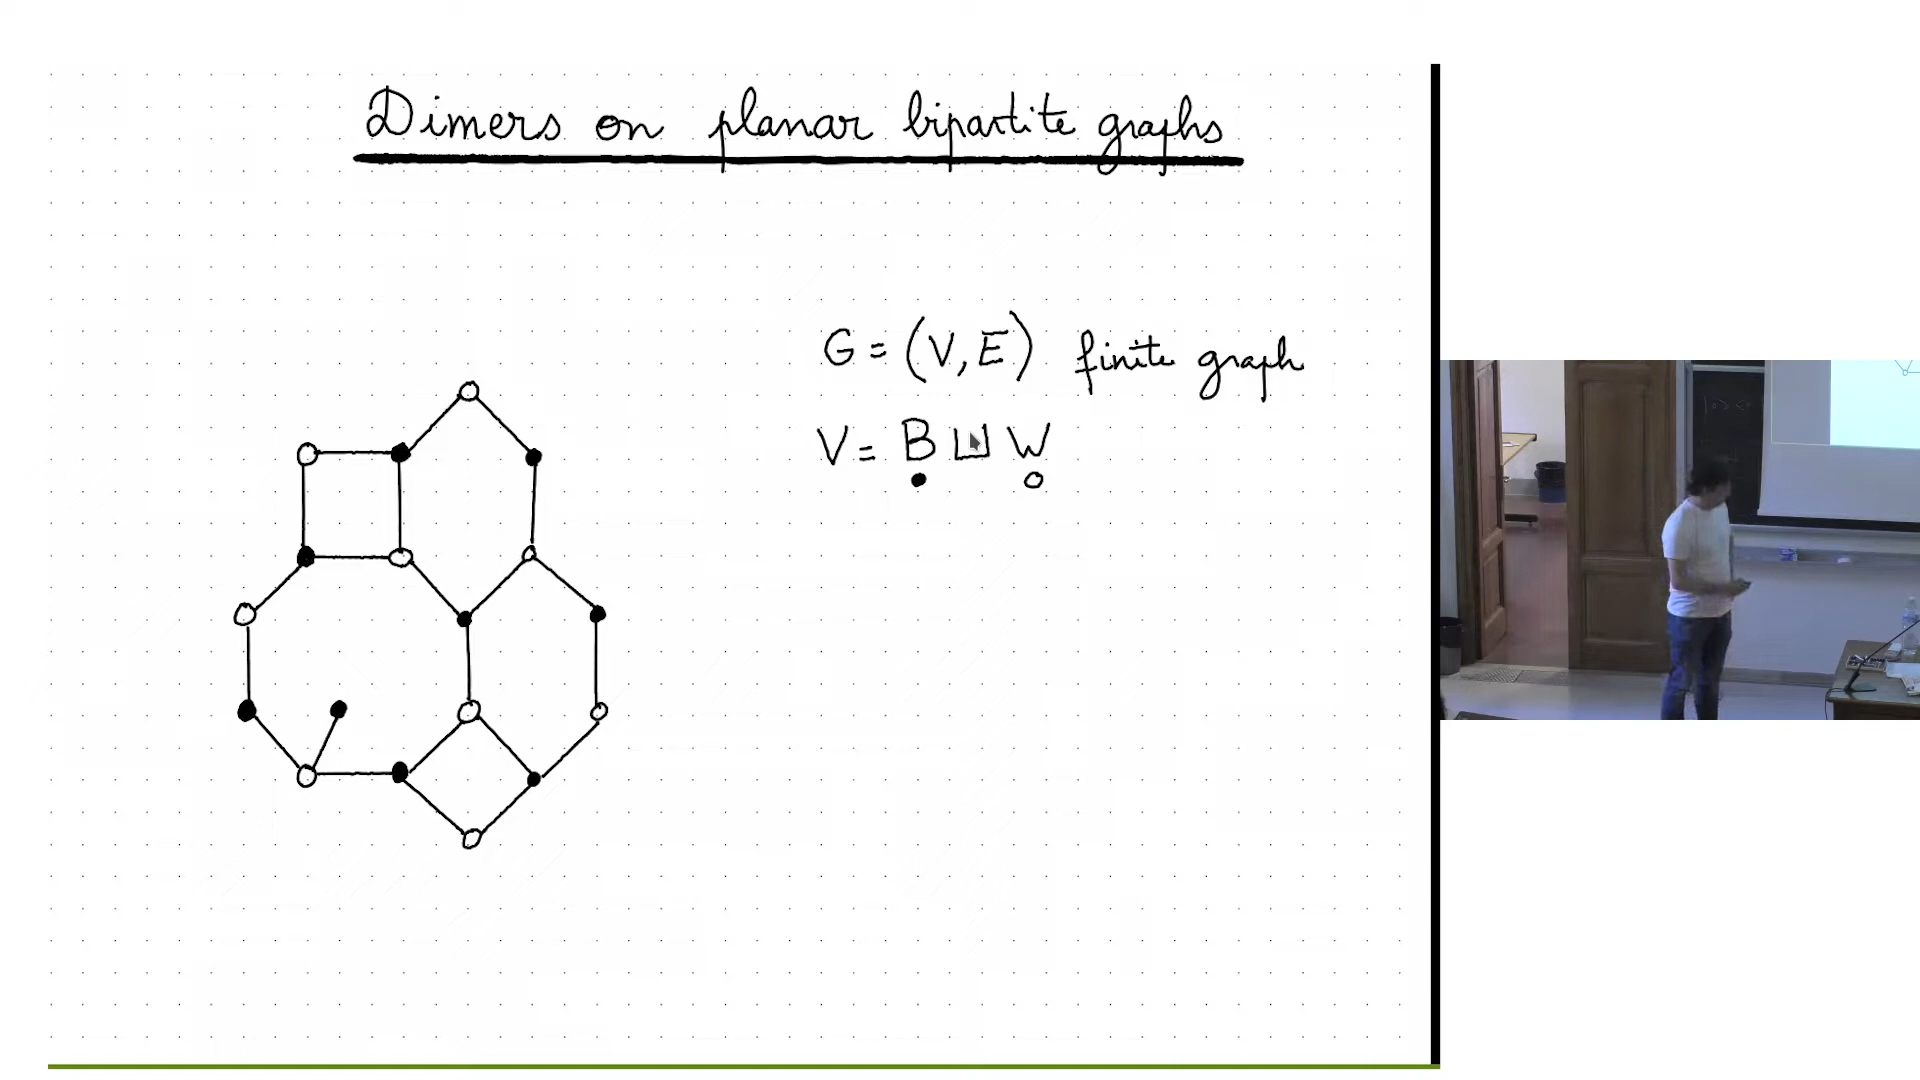 Dimers on planar bipartite graphs
G = (V, E) finite graph
V = B ⊔ W